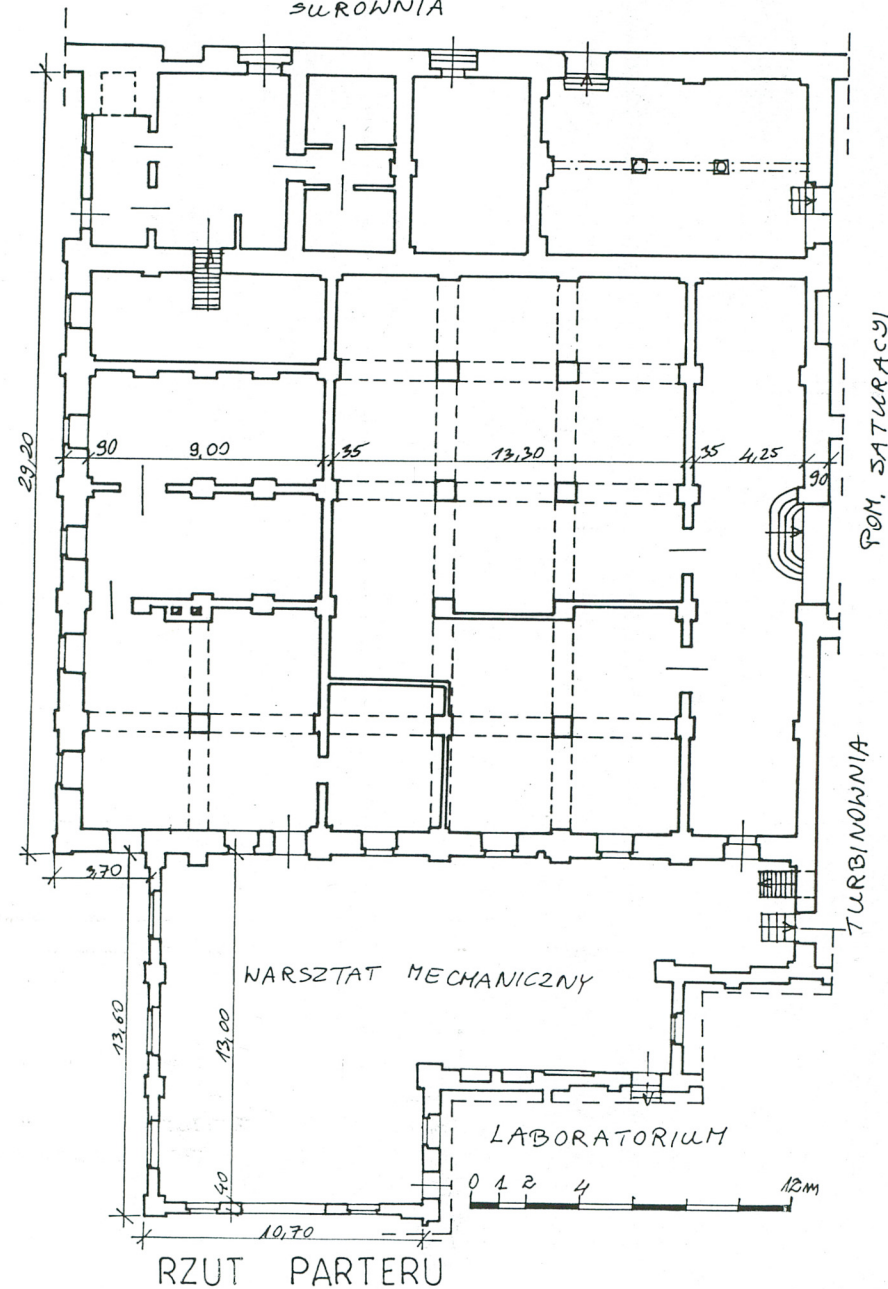 SUROWNIA
29,20
90
9,00
35
13,30
35
4,25
90
POM. SATURACYJ
TURBINOWNIA
3,70
13,60
13,00
WARSZTAT MECHANICZNY
LABORATORIUM
0 1 2 4 12m
40
10,70
RZUT PARTERU